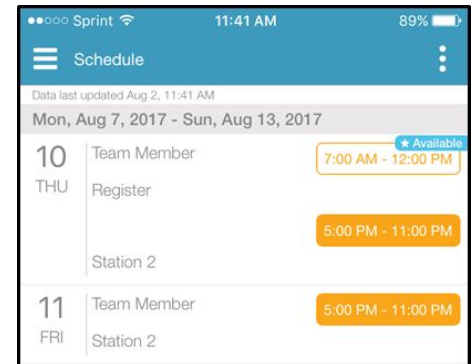 Sprint 11:41 AM 89%
Schedule
Data last updated Aug 2, 11:41 AM
Mon, Aug 7, 2017 - Sun, Aug 13, 2017
10 Team Member ★ Available
7:00 AM - 12:00 PM
THU Register
5:00 PM - 11:00 PM
Station 2
11 Team Member 5:00 PM - 11:00 PM
FRI Station 2